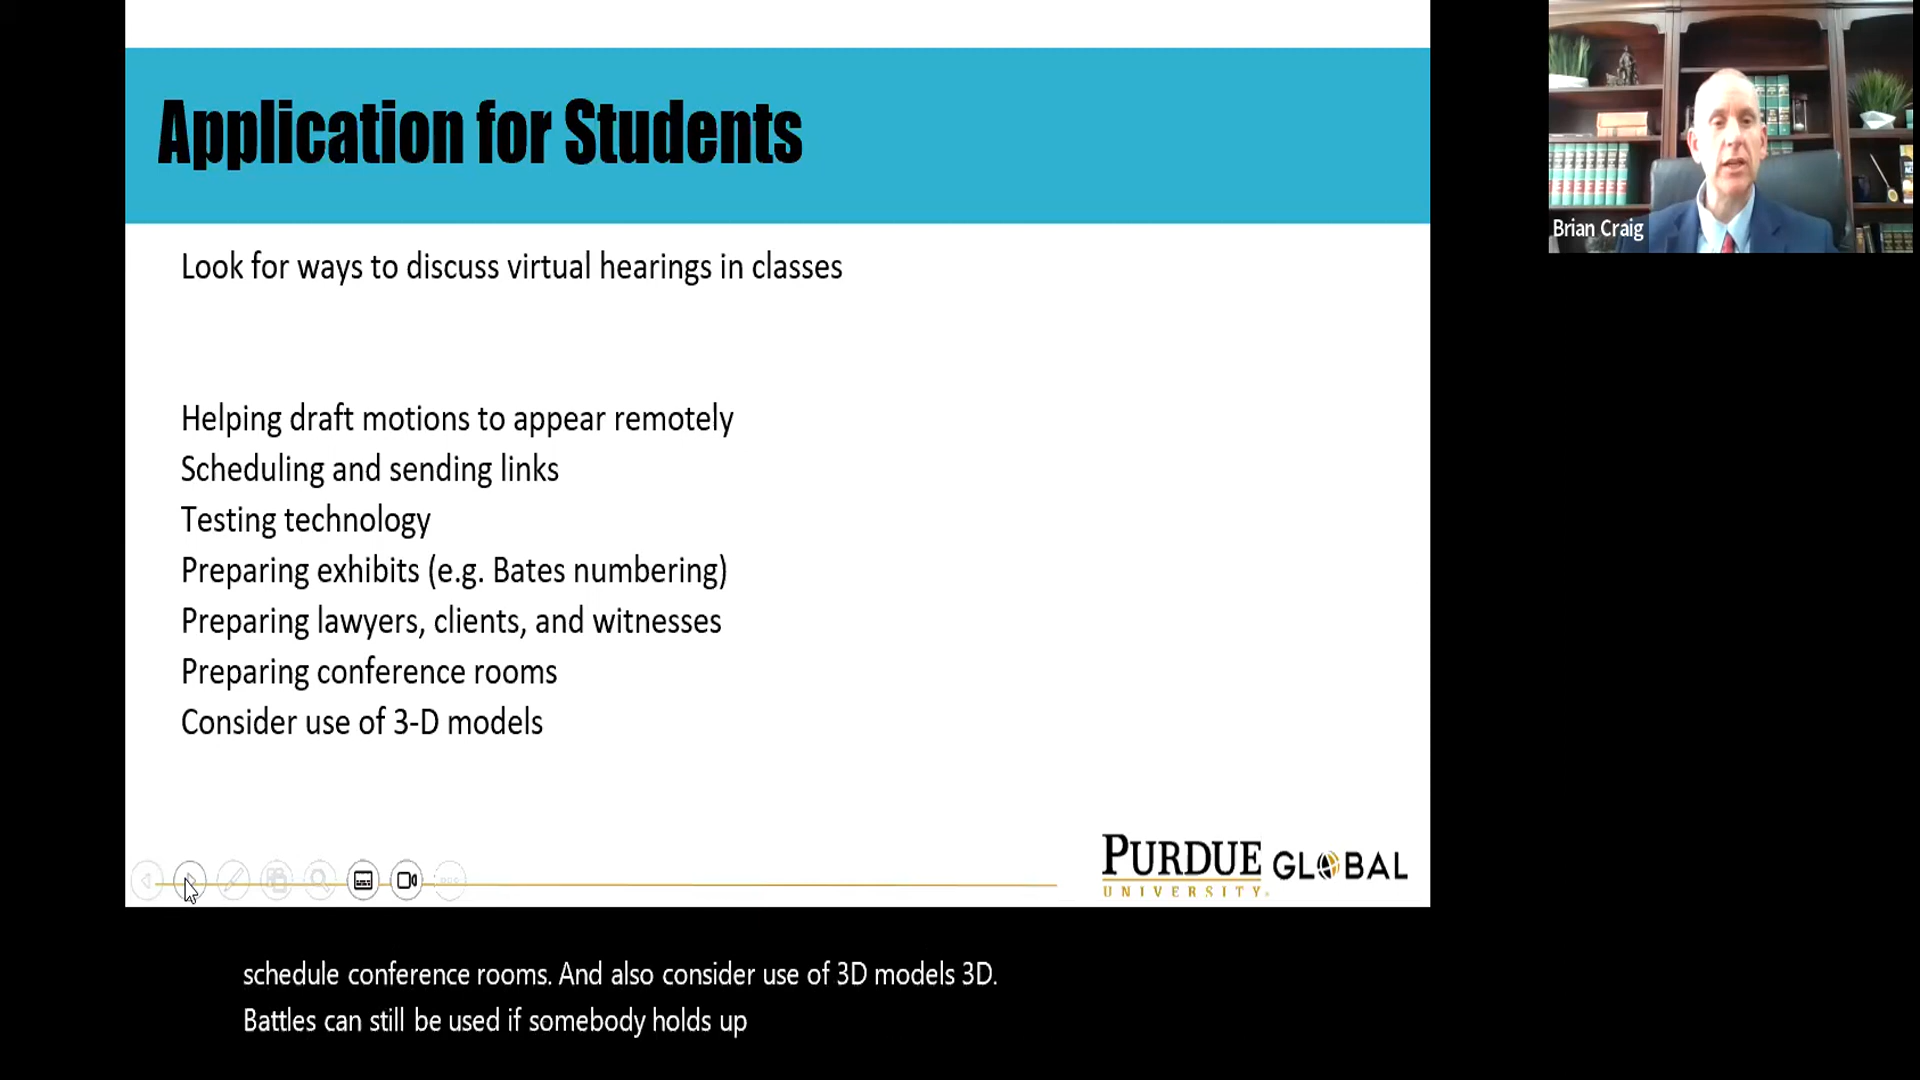 Application for Students
Look for ways to discuss virtual hearings in classes
Helping draft motions to appear remotely
Scheduling and sending links
Testing technology
Preparing exhibits (e.g. Bates numbering)
Preparing lawyers, clients, and witnesses
Preparing conference rooms
Consider use of 3-D models
PURDUE GLOBAL
UNIVERSITY
Brian Craig
schedule conference rooms. And also consider use of 3D models 3D.
Battles can still be used if somebody holds up